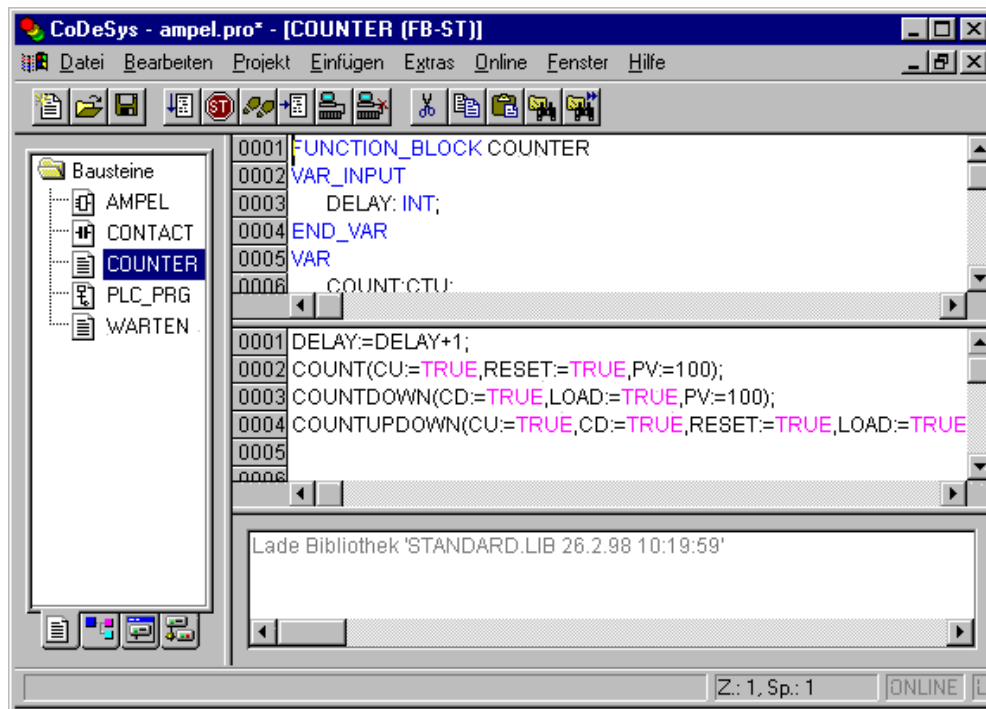 CoDeSys - ampel.pro* - [COUNTER (FB-ST)]
Datei Bearbeiten Projekt Einfügen Extras Online Fenster Hilfe
ST
Bausteine
AMPEL
CONTACT
COUNTER
PLC_PRG
WARTEN
0001 FUNCTION_BLOCK COUNTER
0002 VAR_INPUT
0003 DELAY: INT;
0004 END_VAR
0005 VAR
0006 COUNT:CTU;
0001 DELAY:=DELAY+1;
0002 COUNT(CU:=TRUE,RESET:=TRUE,PV:=100);
0003 COUNTDOWN(CD:=TRUE,LOAD:=TRUE,PV:=100);
0004 COUNTUPDOWN(CU:=TRUE,CD:=TRUE,RESET:=TRUE,LOAD:=TRUE
0005
0006
Lade Bibliothek 'STANDARD.LIB 26.2.98 10:19:59'
Z.: 1, Sp.: 1 ONLINE